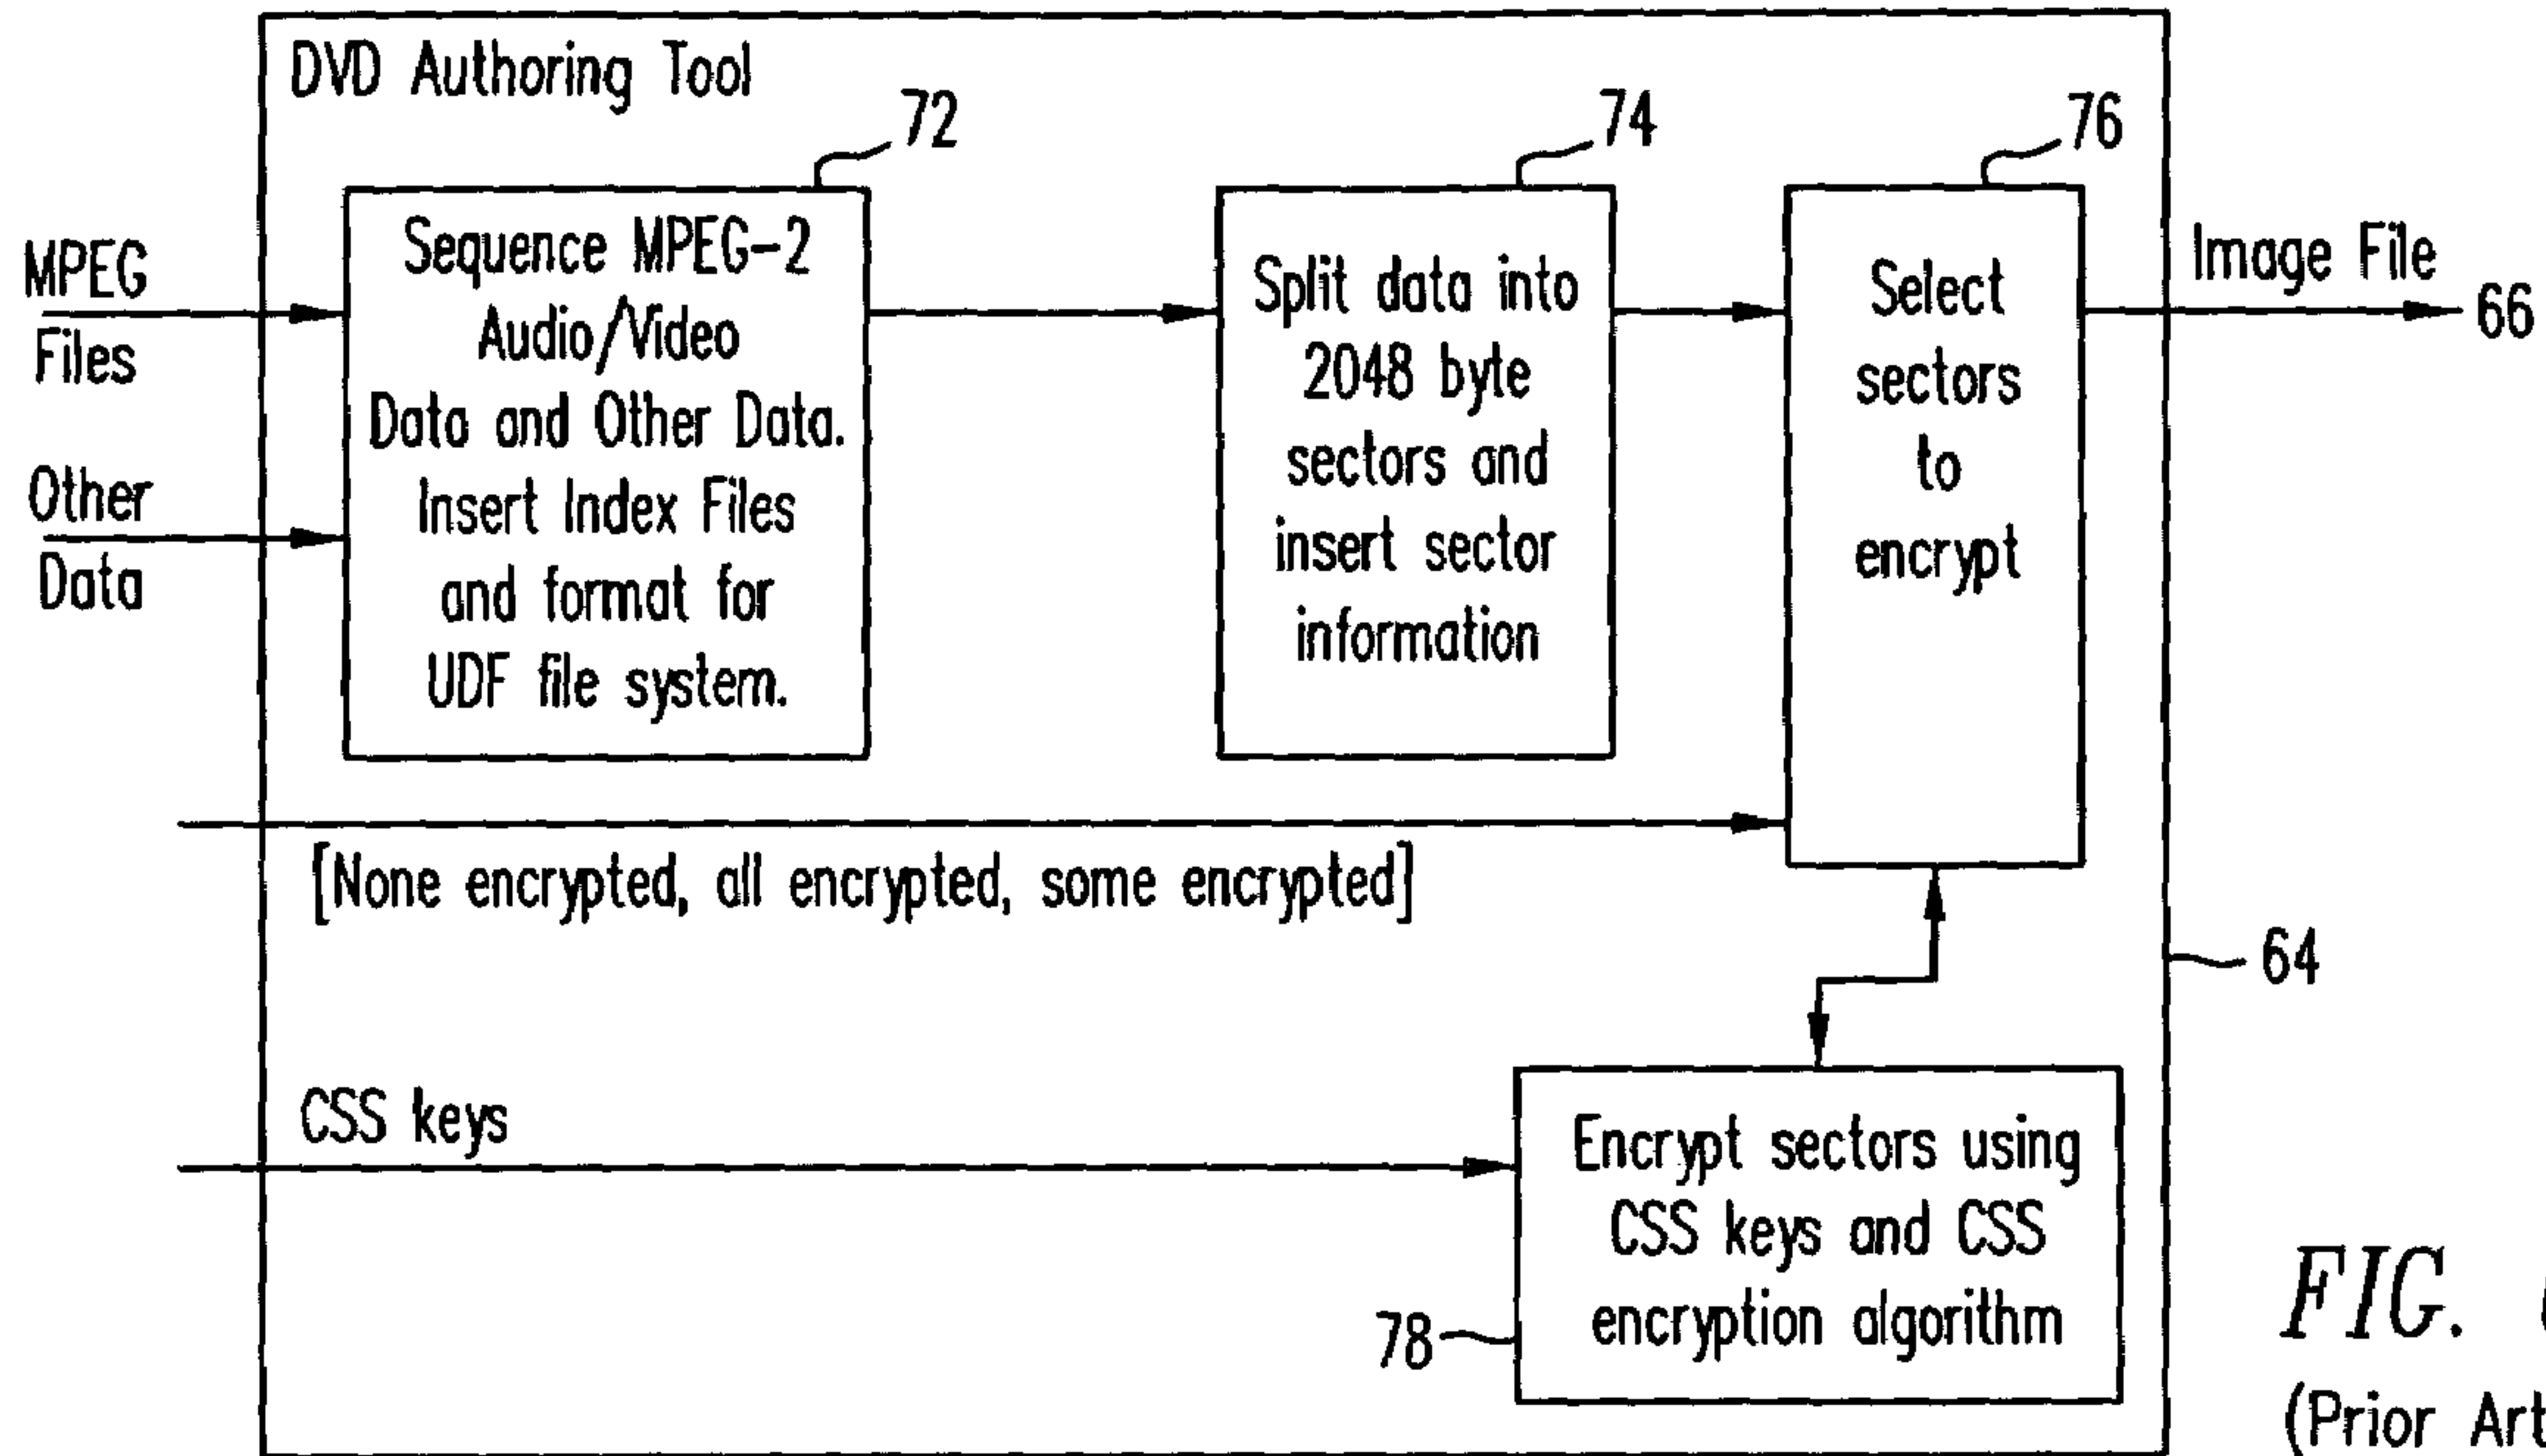 DVD Authoring Tool
72
74
76
MPEG
Files
Other
Data
Sequence MPEG-2
Audio/Video
Data and Other Data.
Insert Index Files
and format for
UDF file system.
Split data into
2048 byte
sectors and
insert sector
information
Select
sectors
to
encrypt
Image File
66
[None encrypted, all encrypted, some encrypted]
64
CSS keys
Encrypt sectors using
CSS keys and CSS
encryption algorithm
78
FIG.
(Prior Art